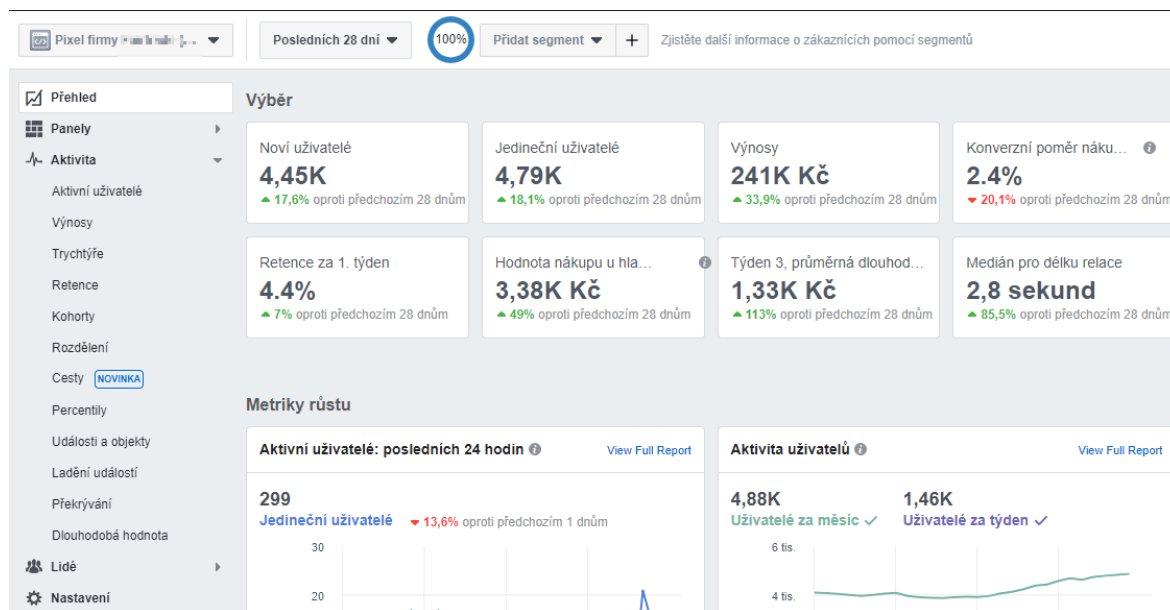 Pixel firmy
Posledních 28 dní
100%
Přidat segment
+
Zjistěte další informace o zákaznících pomocí segmentů
Přehled
Panely
Aktivita
Aktivní uživatelé
Výnosy
Trychtýře
Retence
Kohorty
Rozdělení
Cesty NOVINKA
Percentily
Události a objekty
Ladění událostí
Překrývání
Dlouhodobá hodnota
Lidé
Nastavení
Výběr
Noví uživatelé
4,45K
17,6% oproti předchozím 28 dnům
Jedineční uživatelé
4,79K
18,1% oproti předchozím 28 dnům
Výnosy
241K Kč
33,9% oproti předchozím 28 dnům
Konverzní poměr náku...
2.4%
20,1% oproti předchozím 28 dnům
Retence za 1. týden
4.4%
7% oproti předchozím 28 dnům
Hodnota nákupu u hla...
3,38K Kč
49% oproti předchozím 28 dnům
Týden 3, průměrná dlouhod...
1,33K Kč
113% oproti předchozím 28 dnům
Medián pro délku relace
2,8 sekund
85,5% oproti předchozím 28 dnům
Metriky růstu
Aktivní uživatelé: posledních 24 hodin
View Full Report
299
Jedineční uživatelé
13,6% oproti předchozím 1 dnům
30
20
Aktivita uživatelů
View Full Report
4,88K
Uživatelé za měsíc
1,46K
Uživatelé za týden
6 tis.
4 tis.